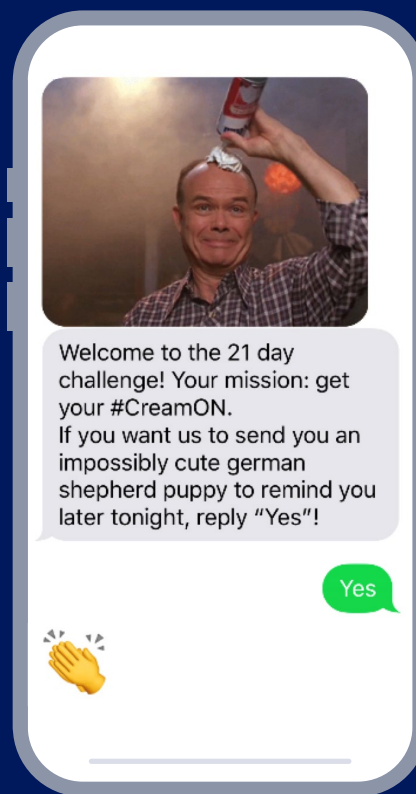 Welcome to the 21 day
challenge! Your mission: get
your #CreamON.
If you want us to send you an
impossibly cute german
shepherd puppy to remind you
later tonight, reply “Yes”!
Yes